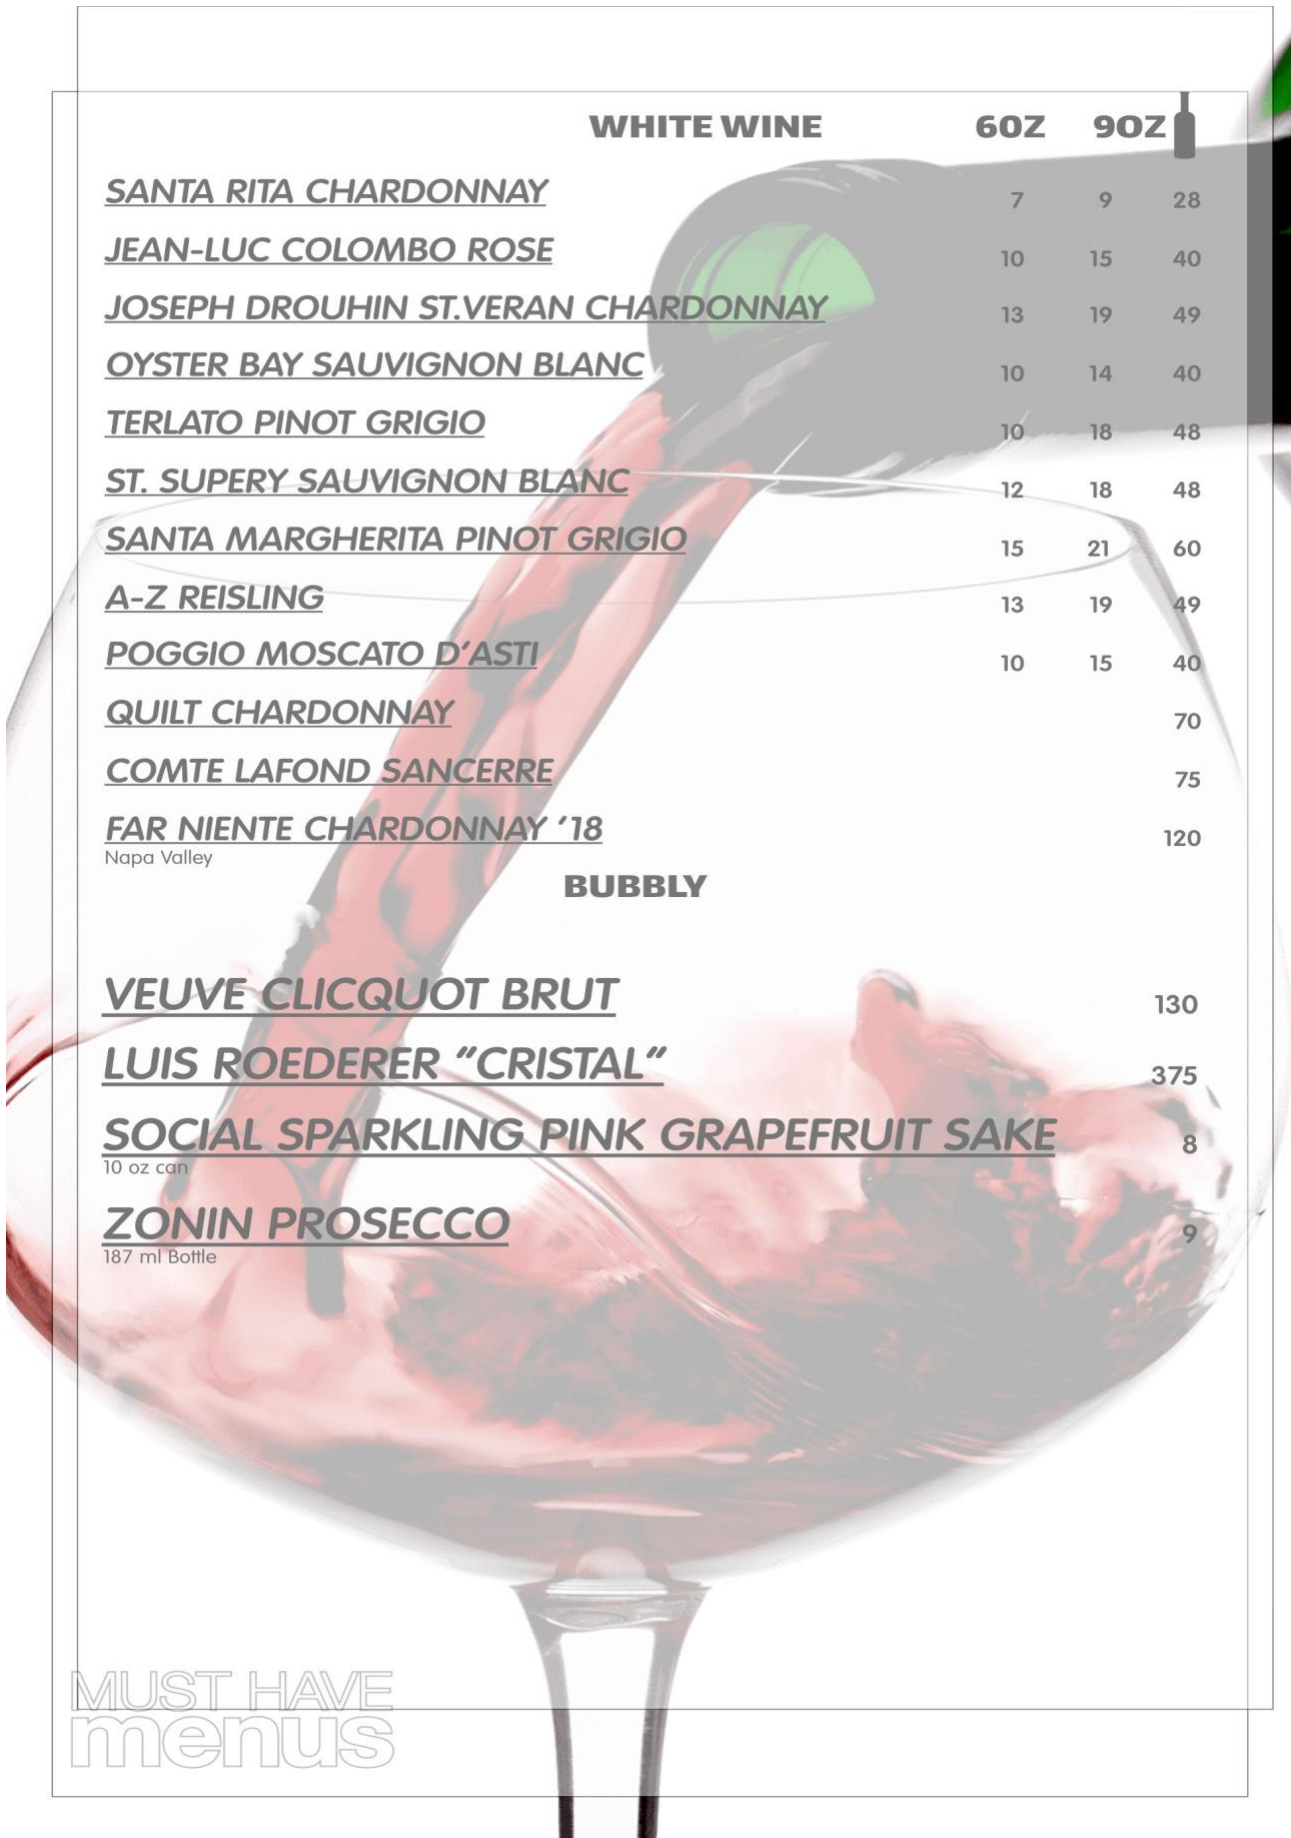 WHITE WINE 6OZ 9OZ
SANTA RITA CHARDONNAY 7 9 28
JEAN-LUC COLOMBO ROSE 10 15 40
JOSEPH DROUHIN ST.VERAN CHARDONNAY 13 19 49
OYSTER BAY SAUVIGNON BLANC 10 14 40
TERLATO PINOT GRIGIO 10 18 48
ST. SUPERY SAUVIGNON BLANC 12 18 48
SANTA MARGHERITA PINOT GRIGIO 15 21 60
A-Z REISLING 13 19 49
POGGIO MOSCATO D'ASTI 10 15 40
QUILT CHARDONNAY 70
COMTE LAFOND SANCERRE 75
FAR NIENTE CHARDONNAY '18 120
Napa Valley
BUBBLY
VEUVE CLICQUOT BRUT 130
LUIS ROEDERER "CRISTAL" 375
SOCIAL SPARKLING PINK GRAPEFRUIT SAKE 8
10 oz can
ZONIN PROSECCO 9
187 ml Bottle
MUST HAVE
menus